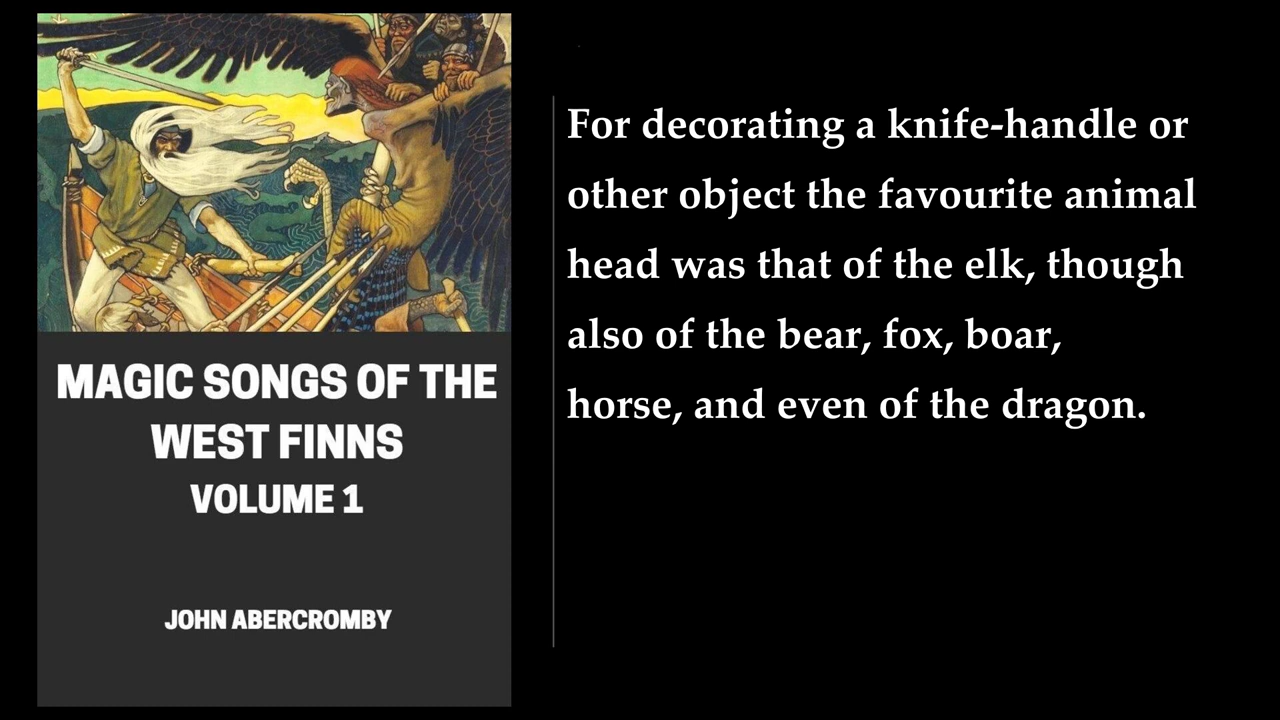 MAGIC SONGS OF THE
WEST FINNS
VOLUME 1
JOHN ABERCROMBY
For decorating a knife-handle or
other object the favourite animal
head was that of the elk, though
also of the bear, fox, boar,
horse, and even of the dragon.